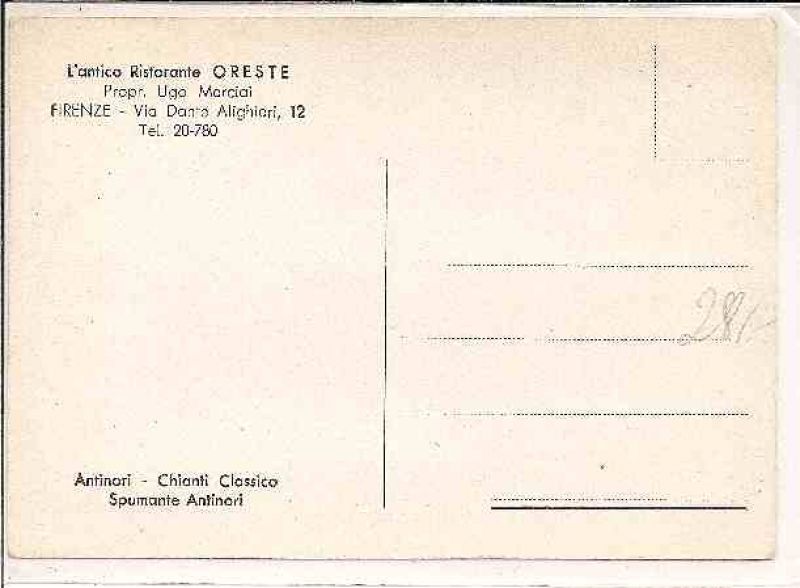 L'antico Ristorante ORESTE
Propr. Ugo Marciai
FIRENZE - Via Dante Alighieri, 12
Tel. 20-780
281-
Antinori - Chianti Classico
Spumante Antinori